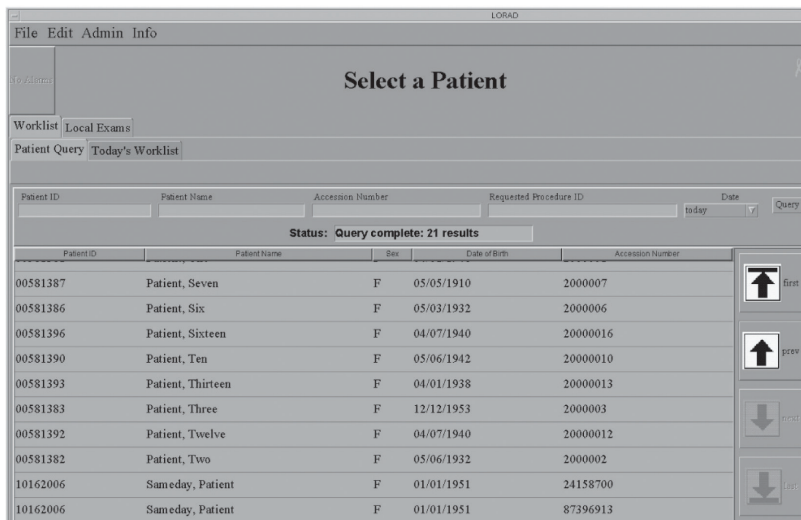 LORAD
File Edit Admin Info
No Alarms
Select a Patient
Worklist Local Exams
Patient Query Today's Worklist
Patient ID Patient Name Accession Number Requested Procedure ID Date
today Query
Status: Query complete: 21 results
Patient ID Patient Name Sex Date of Birth Accession Number
00581387 Patient, Seven F 05/05/1910 2000007
first
00581386 Patient, Six F 05/03/1932 2000006
00581396 Patient, Sixteen F 04/07/1940 20000016
00581390 Patient, Ten F 05/06/1942 20000010
prev
00581393 Patient, Thirteen F 04/01/1938 20000013
00581383 Patient, Three F 12/12/1953 2000003
next
00581392 Patient, Twelve F 04/07/1940 20000012
00581382 Patient, Two F 05/06/1932 2000002
10162006 Sameday, Patient F 01/01/1951 24158700
last
10162006 Sameday, Patient F 01/01/1951 87396913